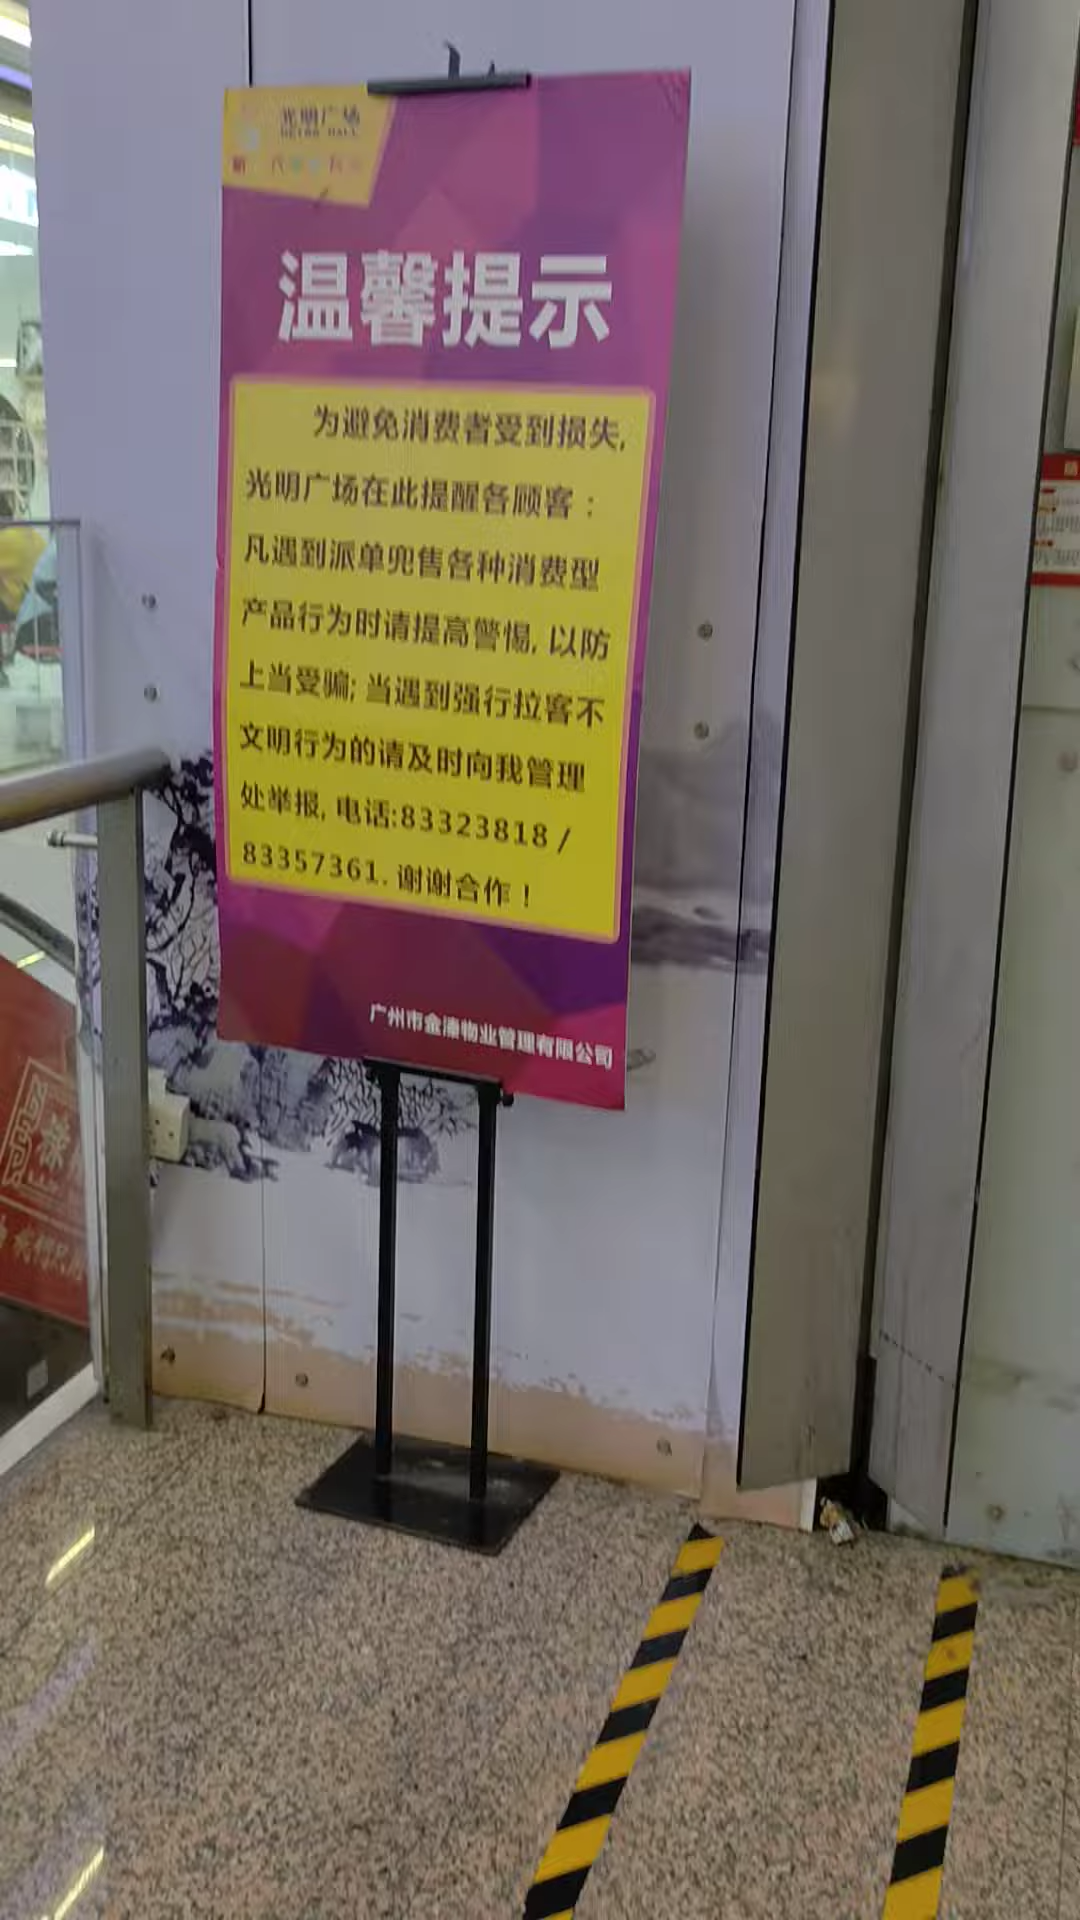 光明广场
温馨提示
为避免消费者受到损失,
光明广场在此提醒各顾客：
凡遇到派单兜售各种消费型
产品行为时请提高警惕, 以防
上当受骗; 当遇到强行拉客不
文明行为的请及时向我管理
处举报, 电话:83323818 /
83357361. 谢谢合作！
广州市金溱物业管理有限公司